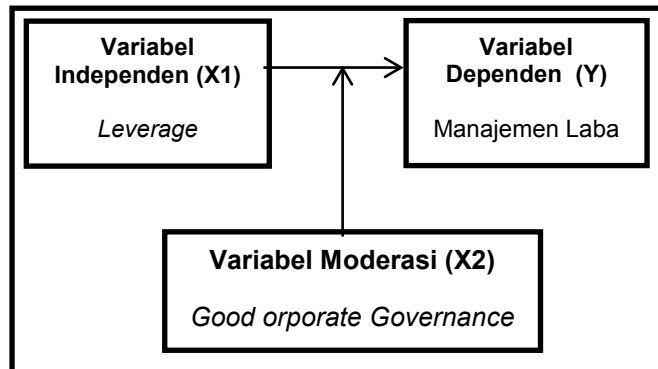 Variabel
Independen (X1)
Leverage
Variabel
Dependen (Y)
Manajemen Laba
Variabel Moderasi (X2)
Good orporate Governance